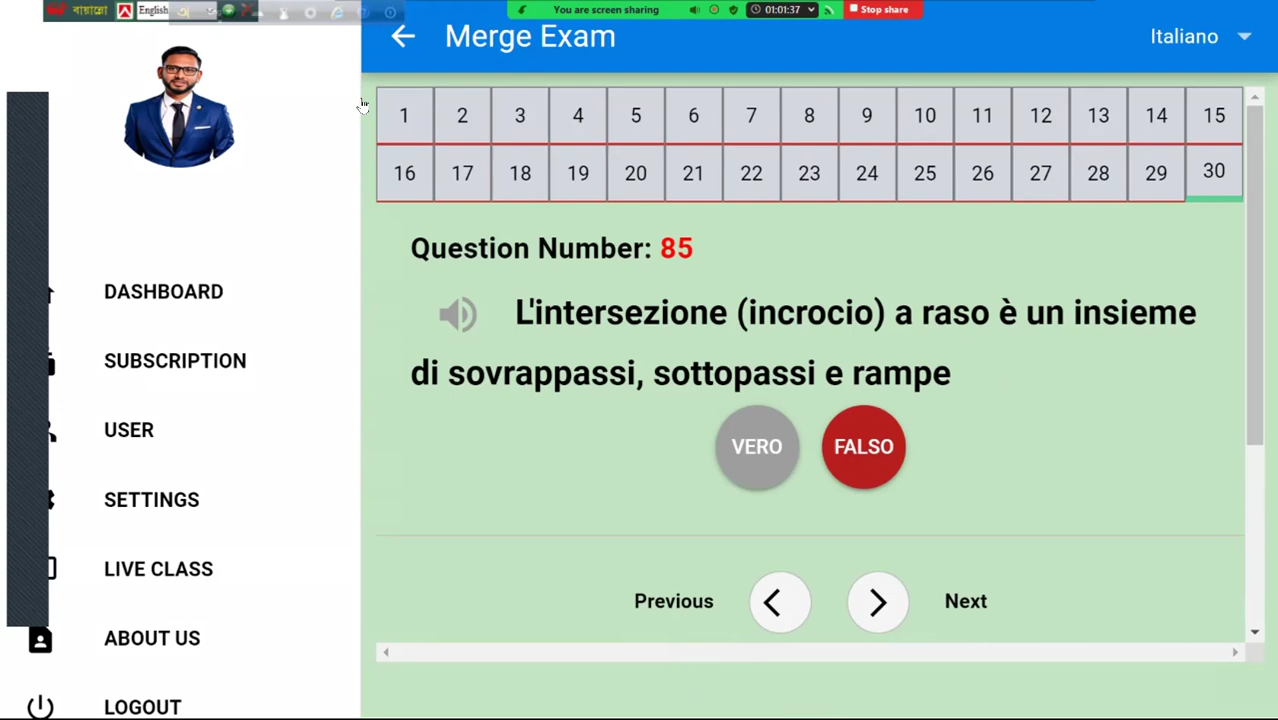 বায়ান্নো
English
You are screen sharing
01:01:37
Stop share
Merge Exam
Italiano
1 2 3 4 5 6 7 8 9 10 11 12 13 14 15
16 17 18 19 20 21 22 23 24 25 26 27 28 29 30
Question Number: 85
L'intersezione (incrocio) a raso è un insieme
di sovrappassi, sottopassi e rampe
VERO
FALSO
Previous
Next
DASHBOARD
SUBSCRIPTION
USER
SETTINGS
LIVE CLASS
ABOUT US
LOGOUT